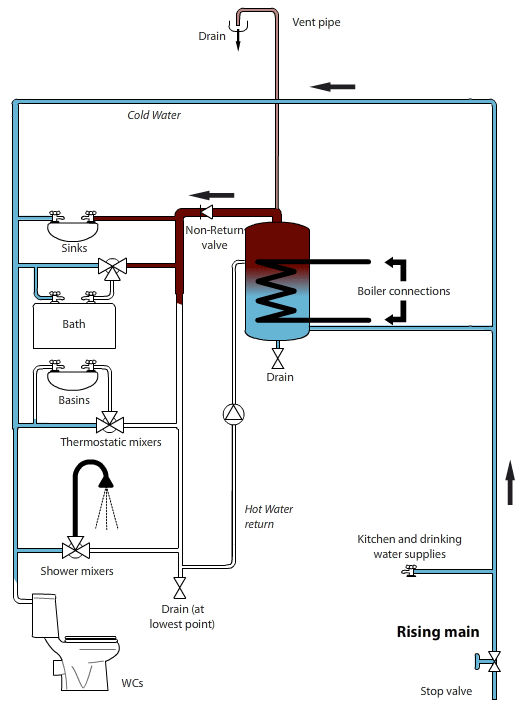 Vent pipe
Drain
Cold Water
Non-Return
valve
Sinks
Boiler connections
Bath
Drain
Basins
Thermostatic mixers
Hot Water
return
Kitchen and drinking
water supplies
Shower mixers
Drain (at
lowest point)
Rising main
WCs
Stop valve